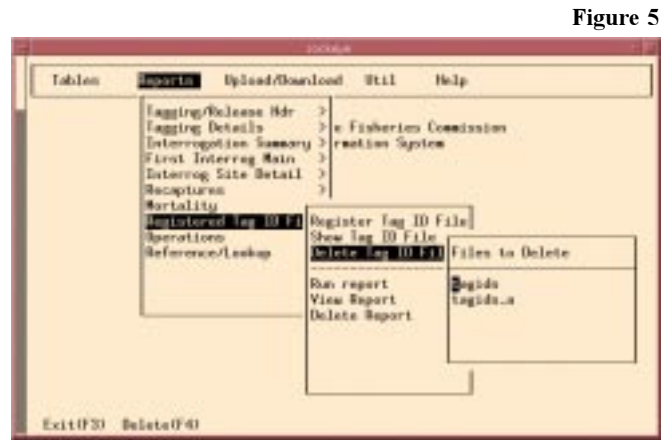 Figure 5
sockeye
Tables Reports Upload/Download Util Help
Tagging/Release Hdr >
Tagging Details > e Fisheries Commission
Interrogation Summary > rmation System
First Interrog Main >
Interrog Site Detail >
Recaptures >
Mortality
Registered Tag ID Fi
Operations
Reference/Lookup
Register Tag ID File
Show Tag ID File
Delete Tag ID Fil
Run report
View Report
Delete Report
Files to Delete
tagids
tagids_a
Exit(F3) Delete(F4)